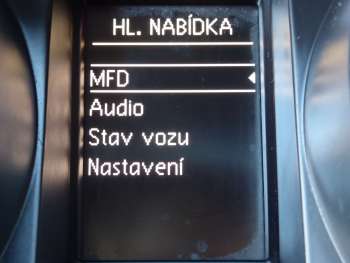 HL. NABÍDKA
MFD
Audio
Stav vozu
Nastavení